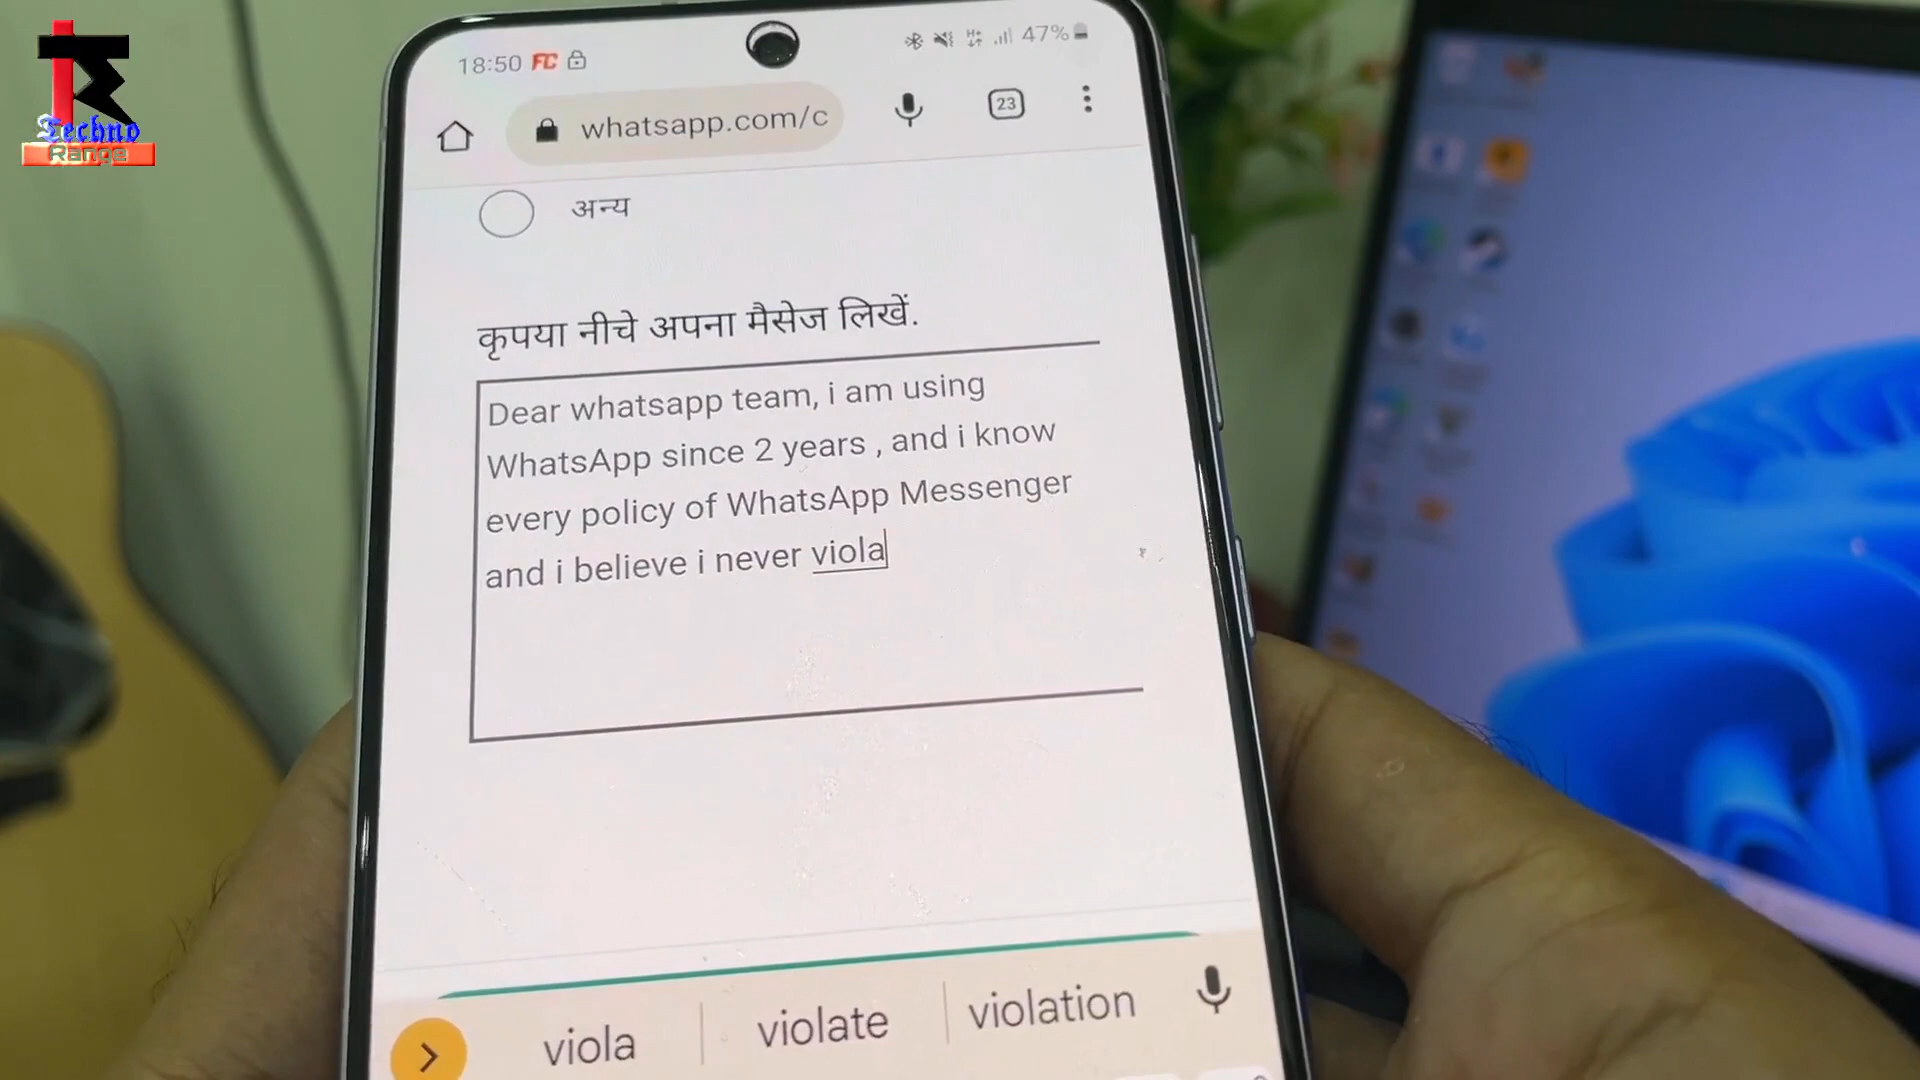 Techno
Range
18:50 FC 47%
whatsapp.com/c
23
अन्य
कृपया नीचे अपना मैसेज लिखें.
Dear whatsapp team, i am using
WhatsApp since 2 years , and i know
every policy of WhatsApp Messenger
and i believe i never viola
viola violate violation